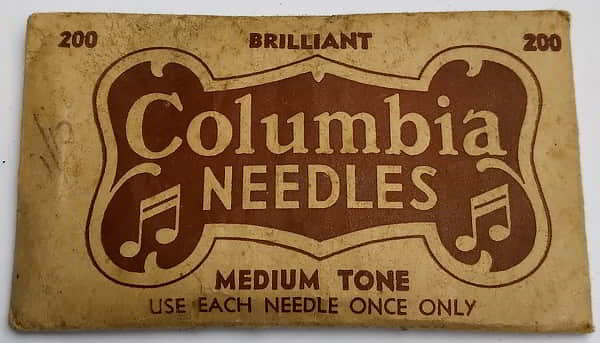 200 BRILLIANT 200
Columbia
NEEDLES
MEDIUM TONE
USE EACH NEEDLE ONCE ONLY